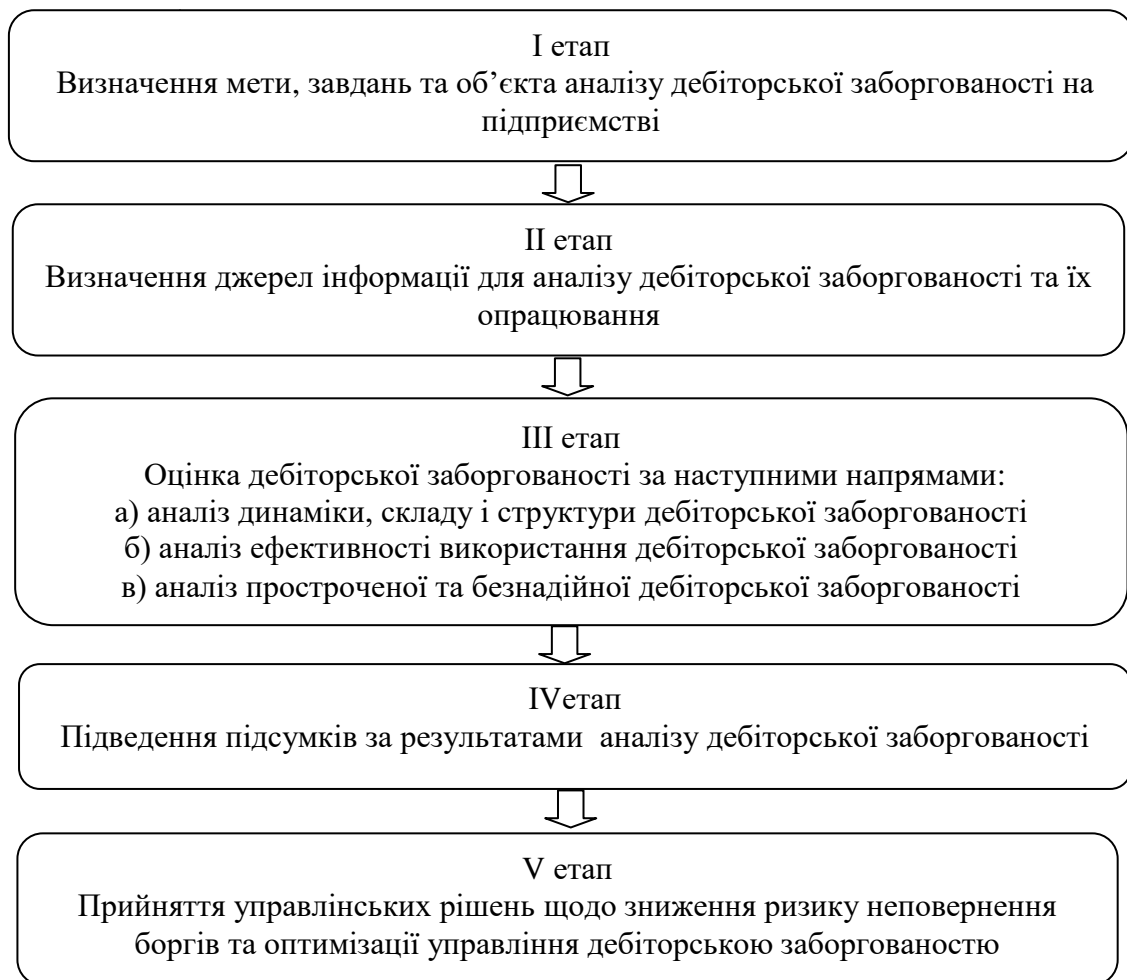 I етап
Визначення мети, завдань та об’єкта аналізу дебіторської заборгованості на
підприємстві
II етап
Визначення джерел інформації для аналізу дебіторської заборгованості та їх
опрацювання
III етап
Оцінка дебіторської заборгованості за наступними напрямами:
а) аналіз динаміки, складу і структури дебіторської заборгованості
б) аналіз ефективності використання дебіторської заборгованості
в) аналіз простроченої та безнадійної дебіторської заборгованості
IVетап
Підведення підсумків за результатами аналізу дебіторської заборгованості
V етап
Прийняття управлінських рішень щодо зниження ризику неповернення
боргів та оптимізації управління дебіторською заборгованостю